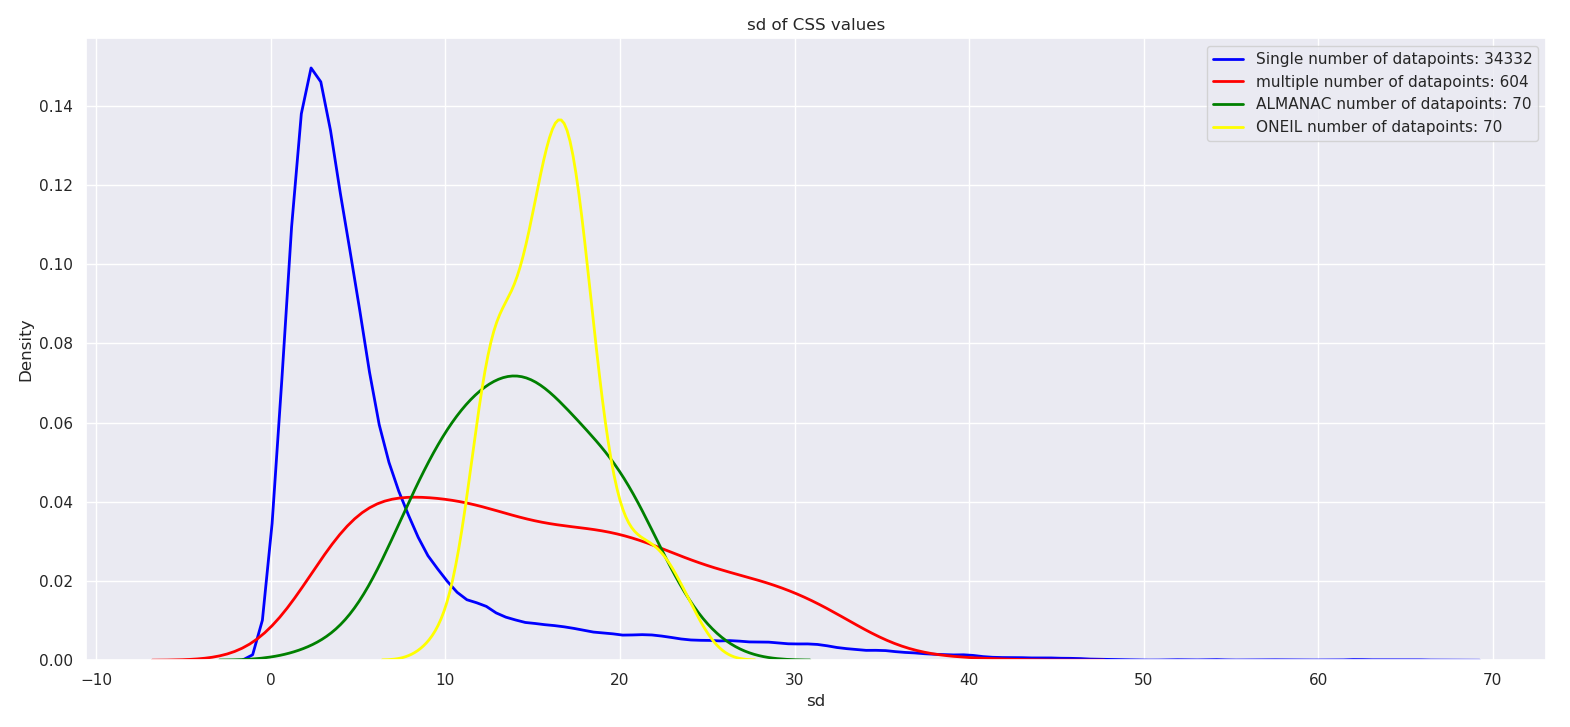 sd of CSS values
Single number of datapoints: 34332
multiple number of datapoints: 604
ALMANAC number of datapoints: 70
ONEIL number of datapoints: 70
0.14
0.12
0.10
0.08
0.06
0.04
0.02
0.00
Density
−10 0 10 20 30 40 50 60 70
sd